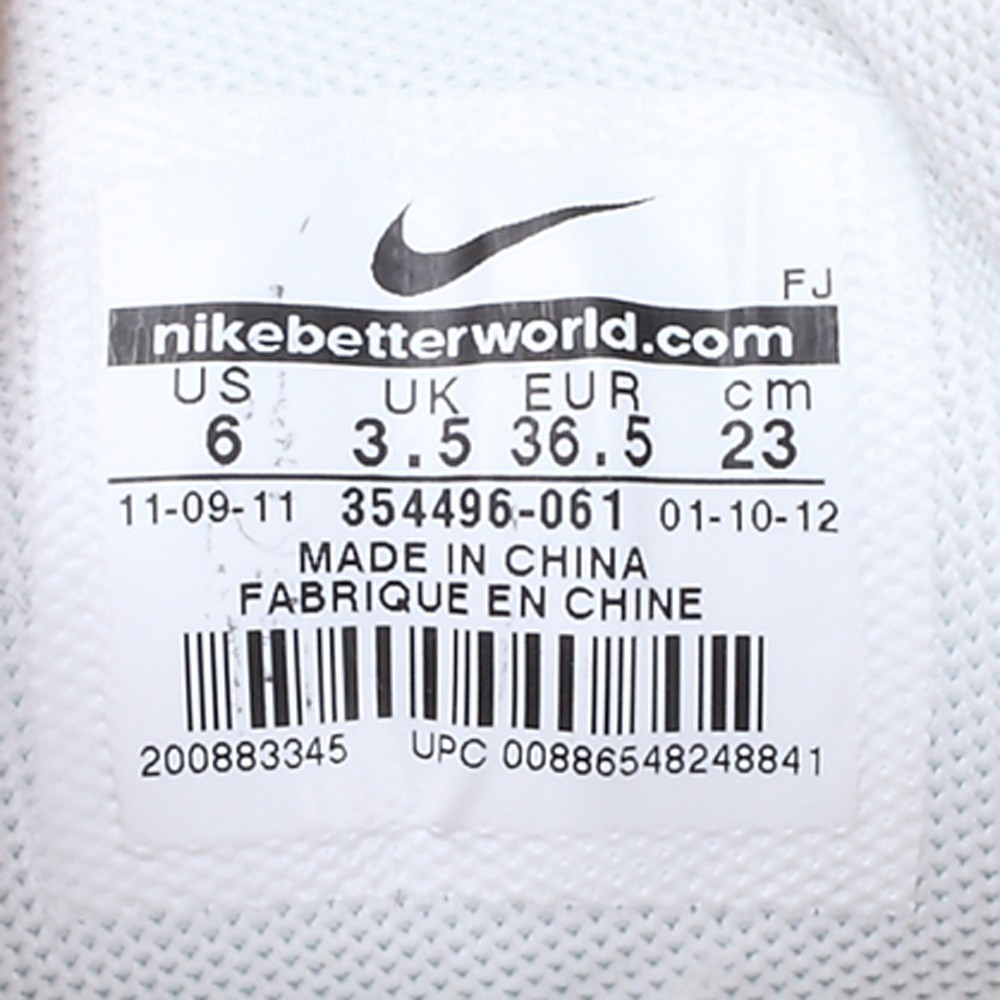 FJ
nikebetterworld.com
US UK EUR cm
6 3.5 36.5 23
11-09-11 354496-061 01-10-12
MADE IN CHINA
FABRIQUE EN CHINE
200883345 UPC 00886548248841